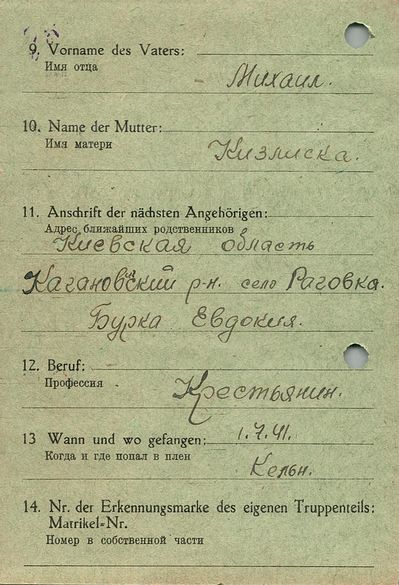 9. Vorname des Vaters:
Имя отца
Михаил.
10. Name der Mutter:
Имя матери
Кизлиска.
11. Anschrift der nächsten Angehörigen:
Адрес ближайших родственников
Киевская область
Кагановский р-н. село Раговка.
Бурка Евдокия.
12. Beruf:
Профессия
Крестьянин.
13 Wann und wo gefangen: 1.7.41.
Когда и где попал в плен
Кельн.
14. Nr. der Erkennungsmarke des eigenen Truppenteils:
Matrikel-Nr.
Номер в собственной части